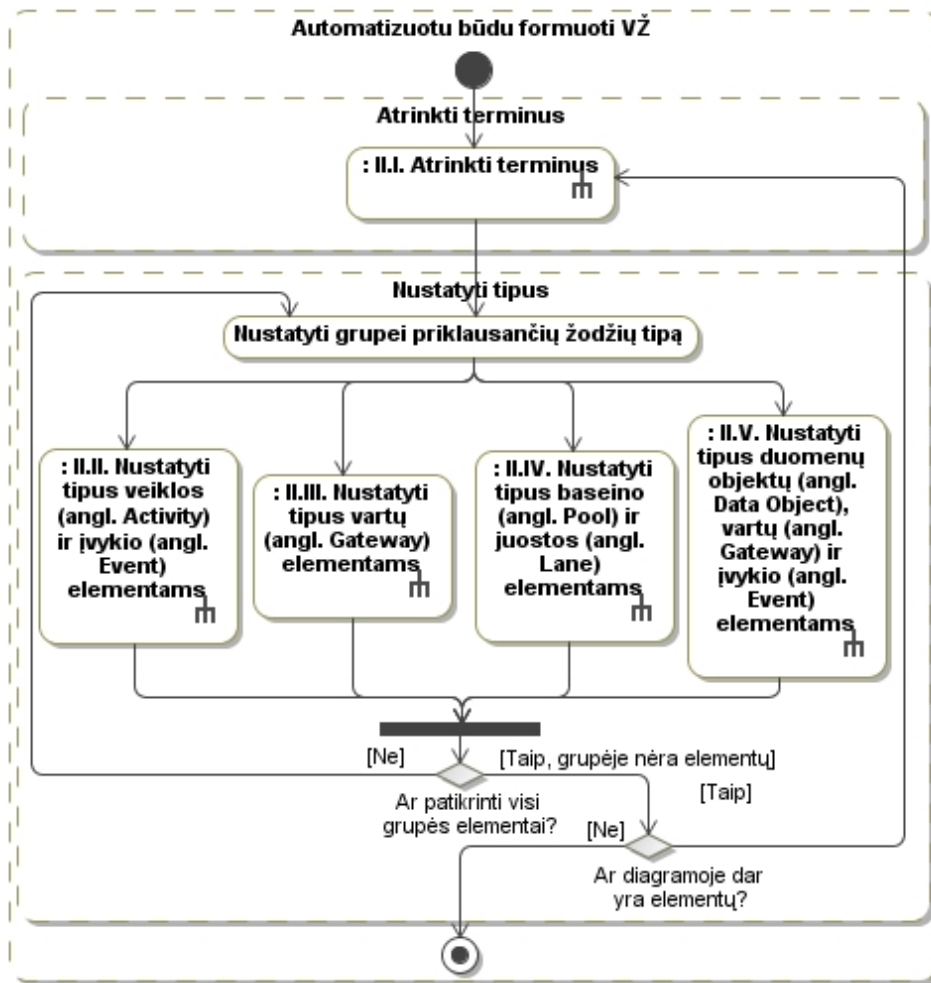 Automatizuotu būdu formuoti VŽ
Atrinkti terminus
: II.I. Atrinkti terminus
Nustatyti tipus
Nustatyti grupei priklausančių žodžių tipą
: II.II. Nustatyti
tipus veiklos
(angl. Activity)
ir įvykio (angl.
Event)
elementams
: II.III. Nustatyti
tipus vartų
(angl. Gateway)
elementams
: II.IV. Nustatyti
tipus baseino
(angl. Pool) ir
juostos (angl.
Lane)
elementams
: II.V. Nustatyti
tipus duomenų
objektų (angl.
Data Object),
vartų (angl.
Gateway) ir
įvykio (angl.
Event)
elementams
[Ne]
[Taip, grupėje nėra elementų]
Ar patikrinti visi
grupės elementai?
[Taip]
[Ne]
Ar diagramoje dar
yra elementų?